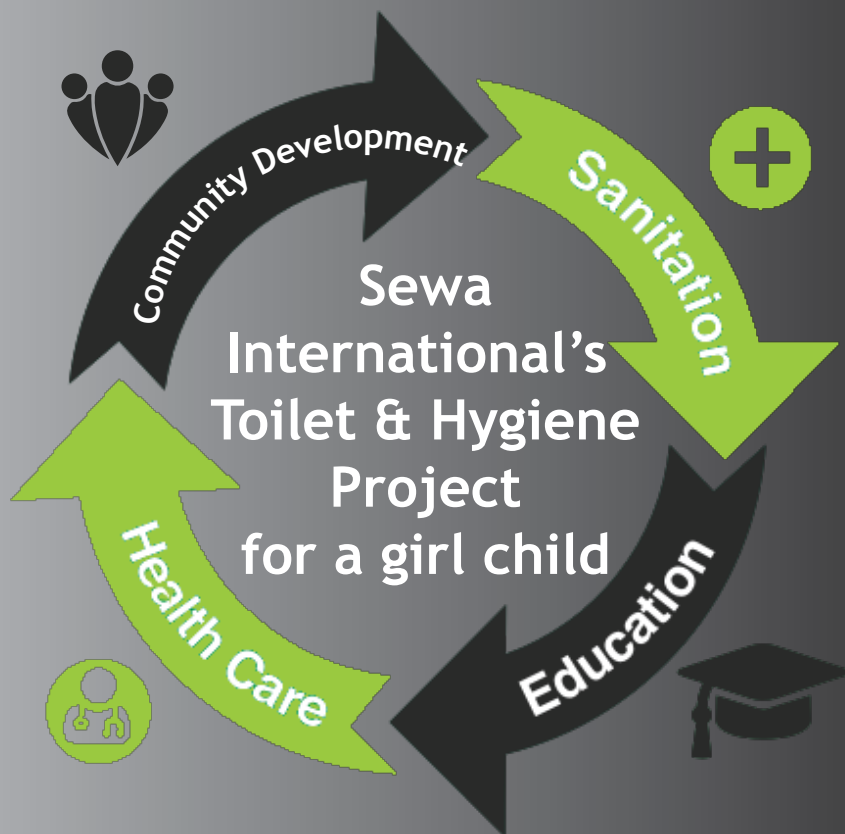 Community Development
Sanitation
Sewa
International’s
Toilet & Hygiene
Project
for a girl child
Education
Health Care